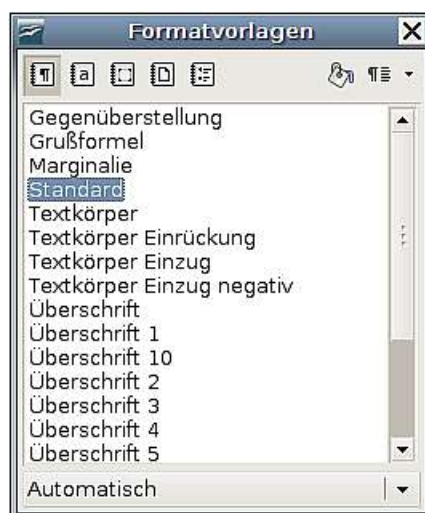 Formatvorlagen
Gegenüberstellung
Grußformel
Marginalie
Standard
Textkörper
Textkörper Einrückung
Textkörper Einzug
Textkörper Einzug negativ
Überschrift
Überschrift 1
Überschrift 10
Überschrift 2
Überschrift 3
Überschrift 4
Überschrift 5
Automatisch